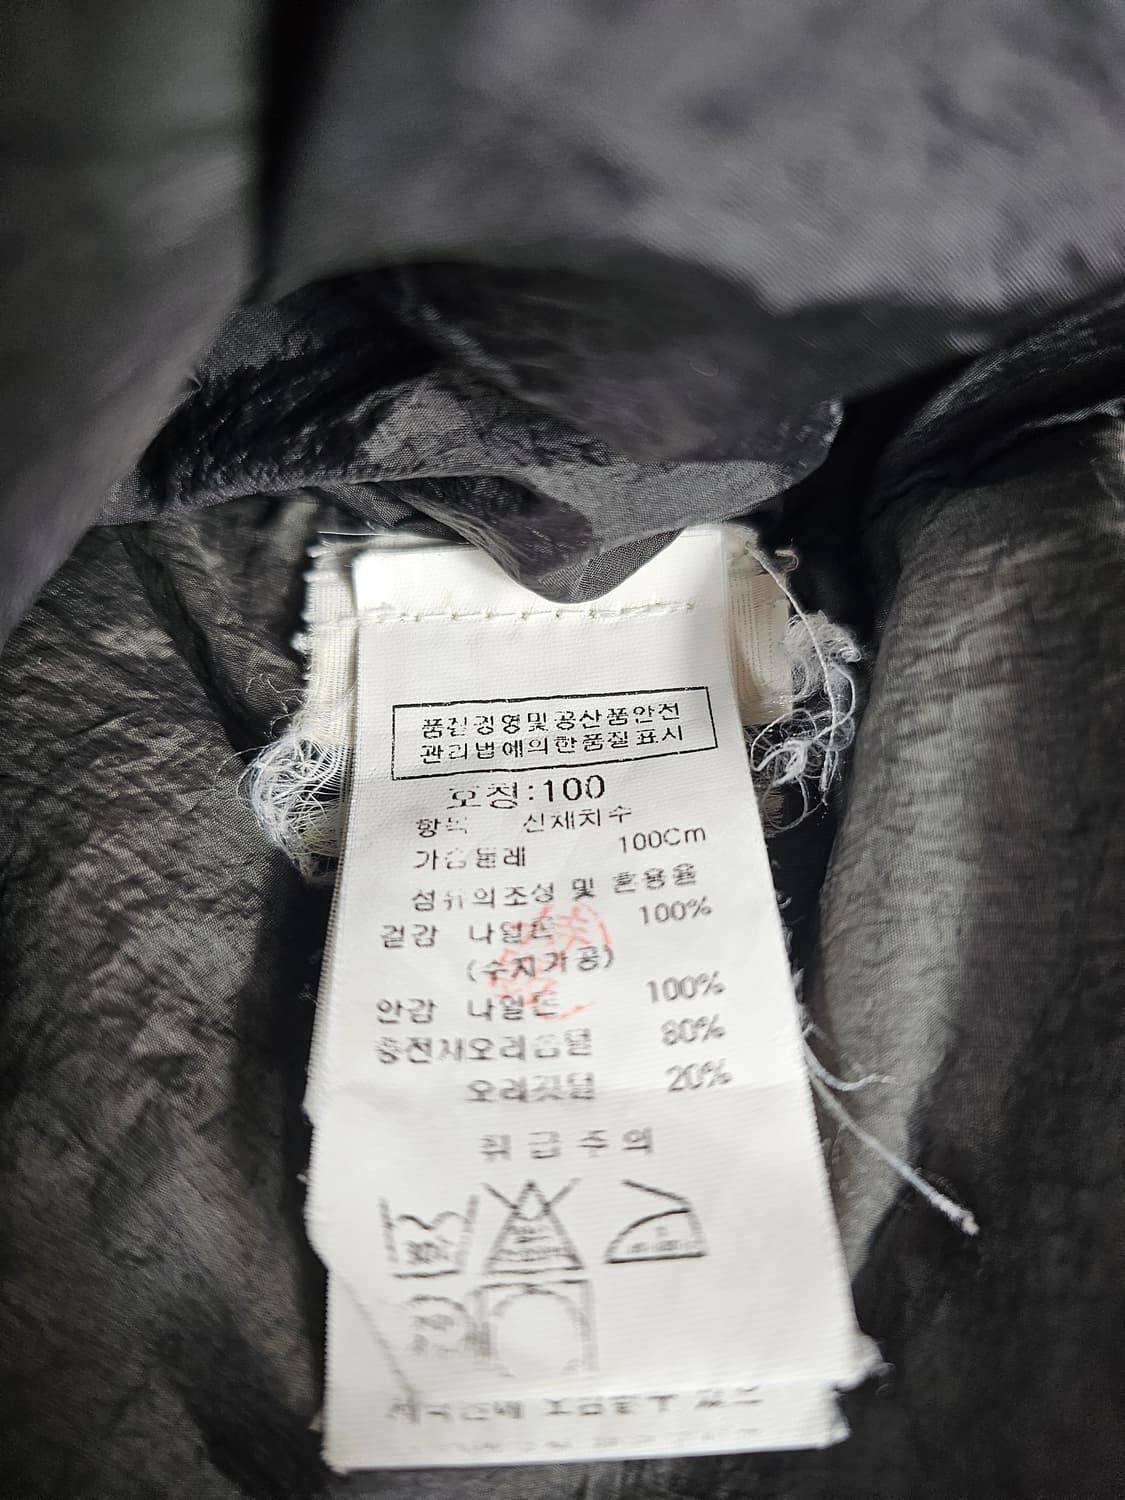 품질경영및공산품안전
관리법에의한품질표시
호칭:100
항목 신체치수
가슴둘레 100Cm
섬유의조성 및 혼용율
겉감 나일론 100%
(수지가공)
안감 나일론 100%
충전재오리솜털 80%
오리깃털 20%
취급주의